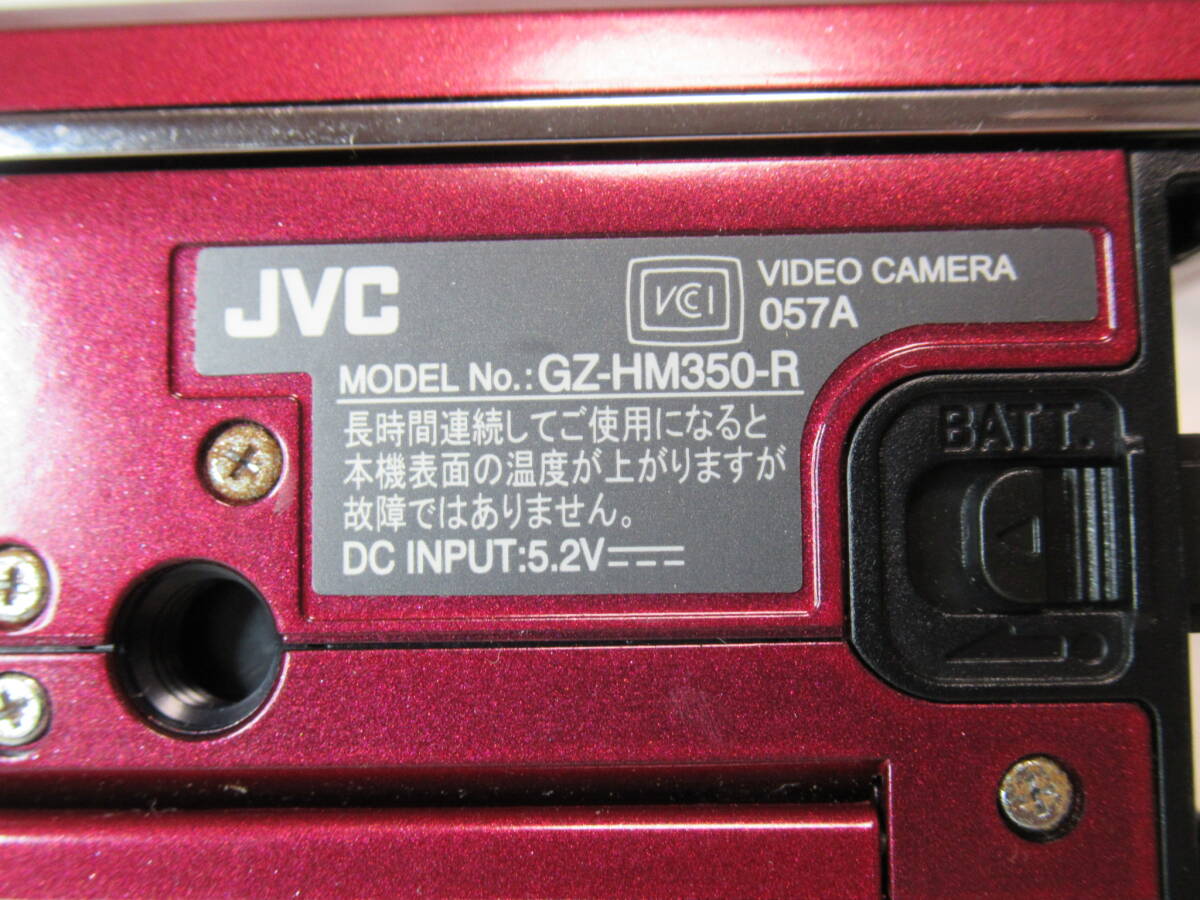 JVC
VCCI
VIDEO CAMERA
057A
MODEL No.: GZ-HM350-R
長時間連続してご使用になると
本機表面の温度が上がりますが
故障ではありません。
DC INPUT:5.2V
BATT.